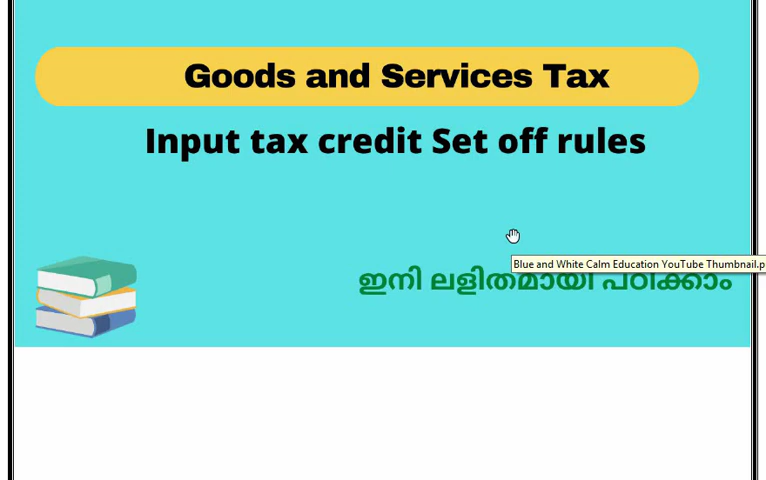 Goods and Services Tax
Input tax credit Set off rules
Blue and White Calm Education YouTube Thumbnail.p
ഇനി ലളിതമായി പഠിക്കാം